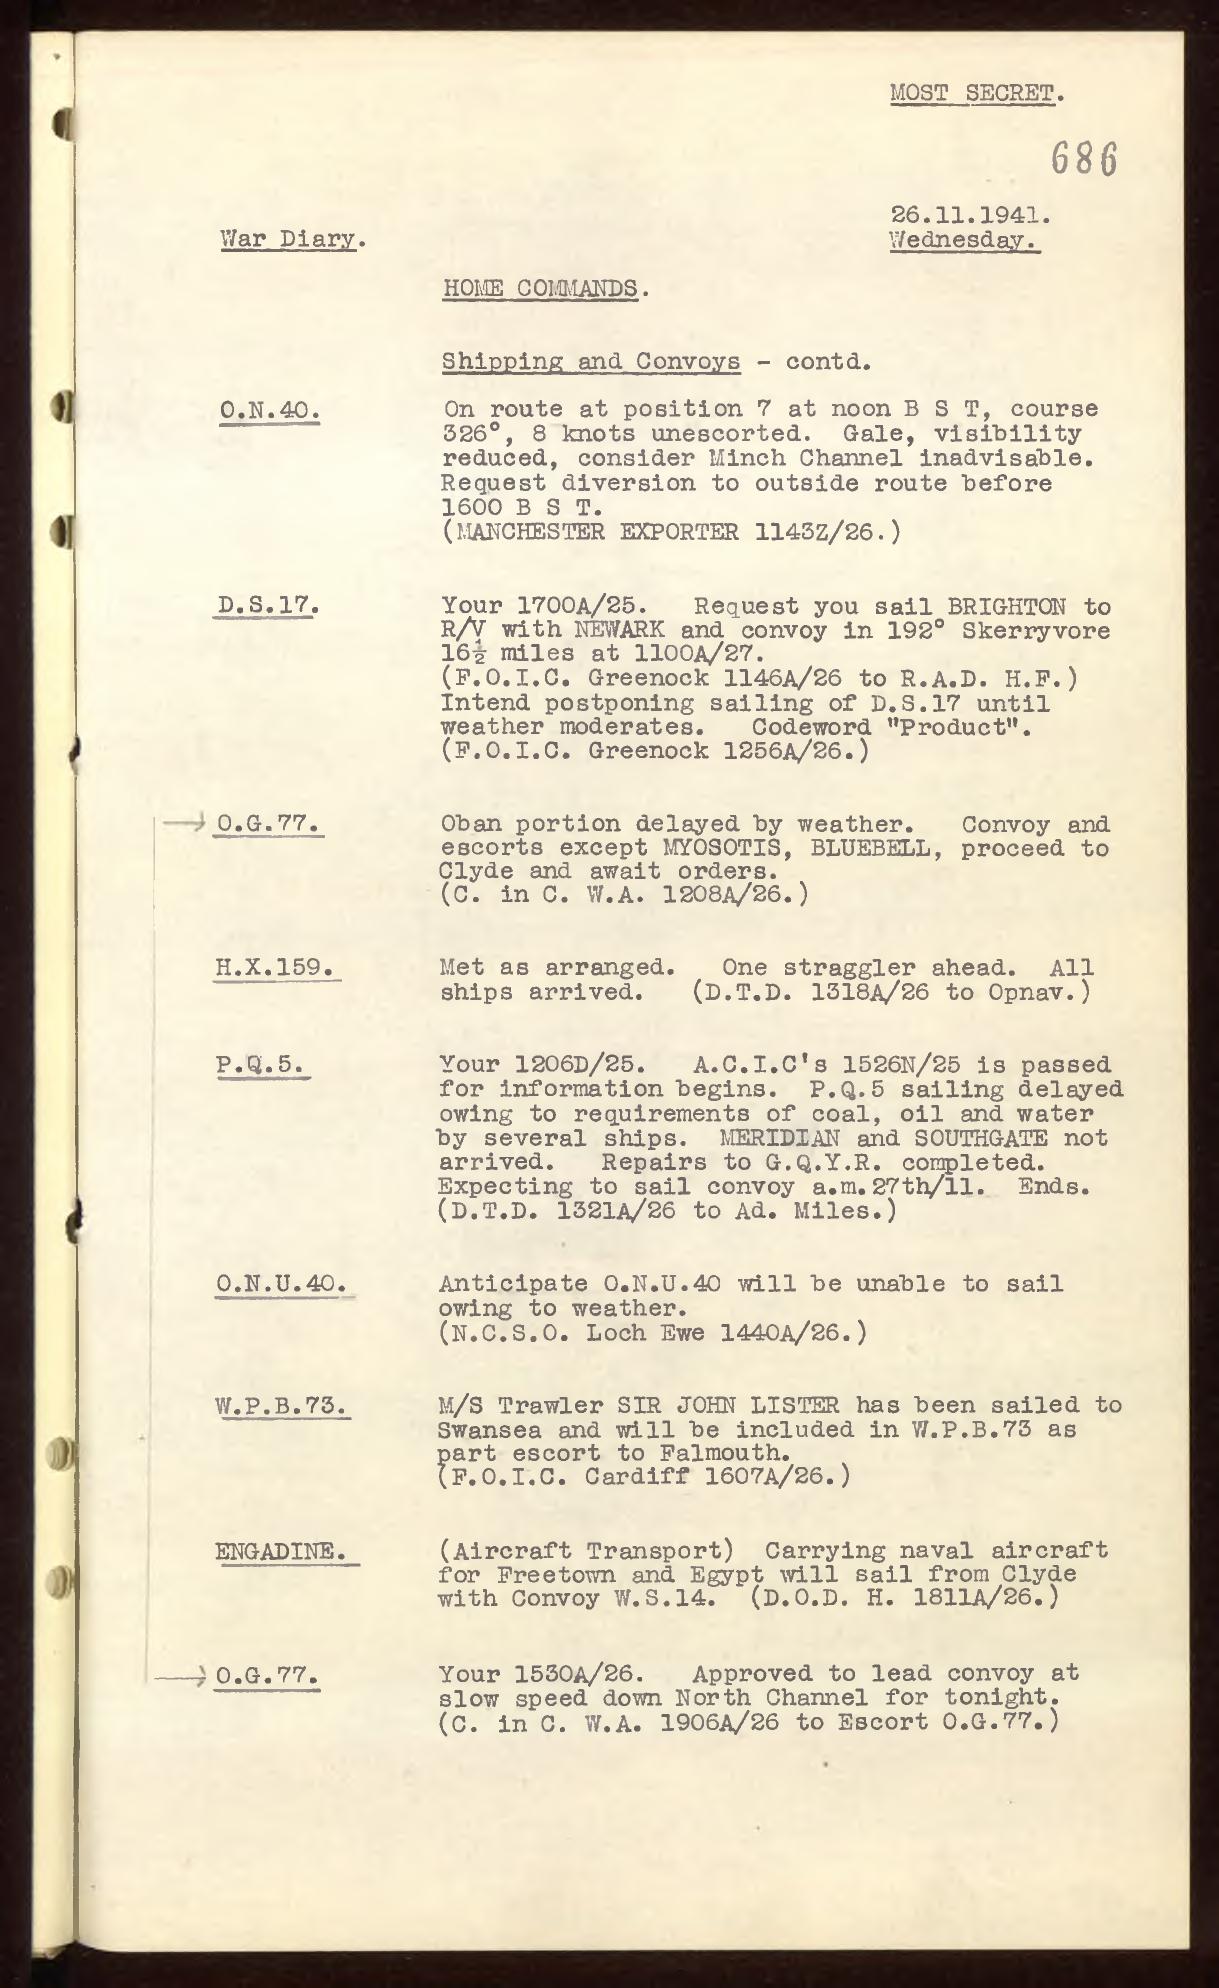 MOST SECRET.
686
26.11.1941.
War Diary.
Wednesday.
HOME COMMANDS.
Shipping and Convoys - contd.
O.N.40.
On route at position 7 at noon B S T, course
326°, 8 knots unescorted. Gale, visibility
reduced, consider Minch Channel inadvisable.
Request diversion to outside route before
1600 B S T.
(MANCHESTER EXPORTER 1143Z/26.)
D.S.17.
Your 1700A/25. Request you sail BRIGHTON to
R/V with NEWARK and convoy in 192° Skerryvore
16½ miles at 1100A/27.
(F.O.I.C. Greenock 1146A/26 to R.A.D. H.F.)
Intend postponing sailing of D.S.17 until
weather moderates. Codeword "Product".
(F.O.I.C. Greenock 1256A/26.)
O.G.77.
Oban portion delayed by weather. Convoy and
escorts except MYOSOTIS, BLUEBELL, proceed to
Clyde and await orders.
(C. in C. W.A. 1208A/26.)
H.X.159.
Met as arranged. One straggler ahead. All
ships arrived. (D.T.D. 1318A/26 to Opnav.)
P.Q.5.
Your 1206D/25. A.C.I.C's 1526N/25 is passed
for information begins. P.Q.5 sailing delayed
owing to requirements of coal, oil and water
by several ships. MERIDIAN and SOUTHGATE not
arrived. Repairs to G.Q.Y.R. completed.
Expecting to sail convoy a.m.27th/11. Ends.
(D.T.D. 1321A/26 to Ad. Miles.)
O.N.U.40.
Anticipate O.N.U.40 will be unable to sail
owing to weather.
(N.C.S.O. Loch Ewe 1440A/26.)
W.P.B.73.
M/S Trawler SIR JOHN LISTER has been sailed to
Swansea and will be included in W.P.B.73 as
part escort to Falmouth.
(F.O.I.C. Cardiff 1607A/26.)
ENGADINE.
(Aircraft Transport) Carrying naval aircraft
for Freetown and Egypt will sail from Clyde
with Convoy W.S.14. (D.O.D. H. 1811A/26.)
O.G.77.
Your 1530A/26. Approved to lead convoy at
slow speed down North Channel for tonight.
(C. in C. W.A. 1906A/26 to Escort O.G.77.)